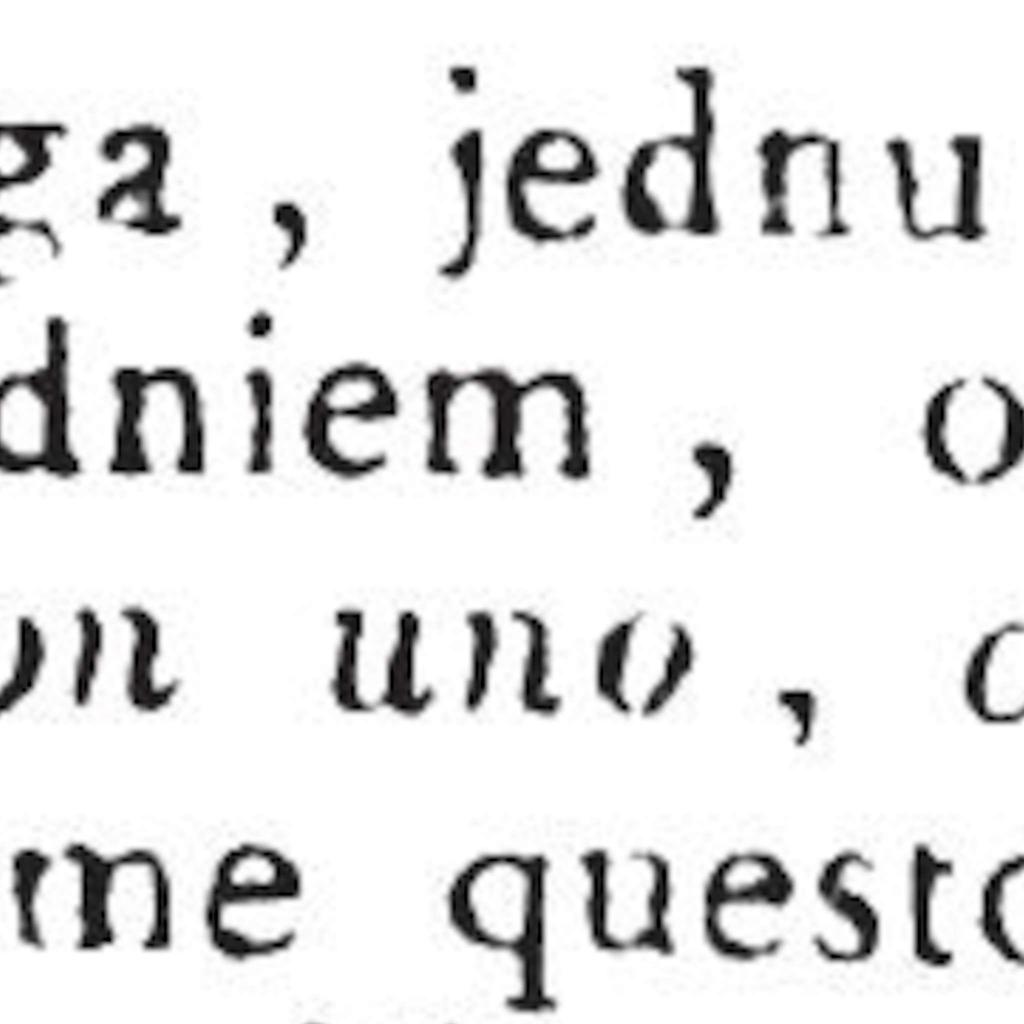 ga, jednu
dniem, o
on uno,
me questo